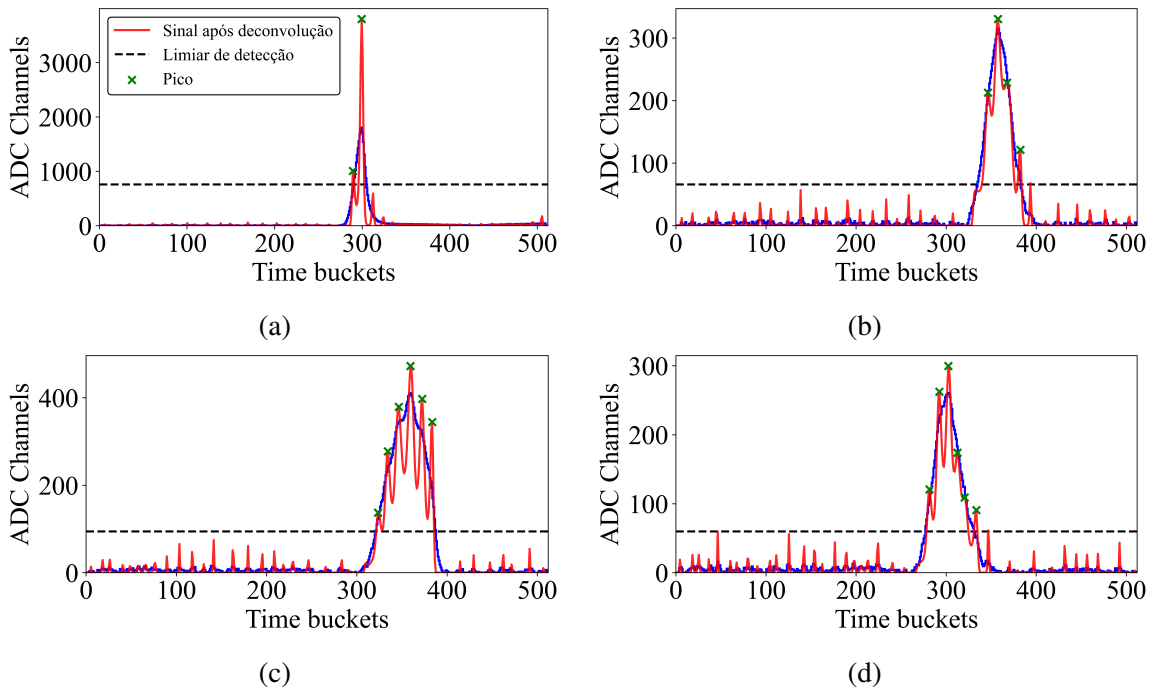 Sinal após deconvolução
Limiar de detecção
Pico
ADC Channels
3000
2000
1000
0
0 100 200 300 400 500
Time buckets
(a)
ADC Channels
300
200
100
0
0 100 200 300 400 500
Time buckets
(b)
ADC Channels
400
200
0
0 100 200 300 400 500
Time buckets
(c)
ADC Channels
300
200
100
0
0 100 200 300 400 500
Time buckets
(d)